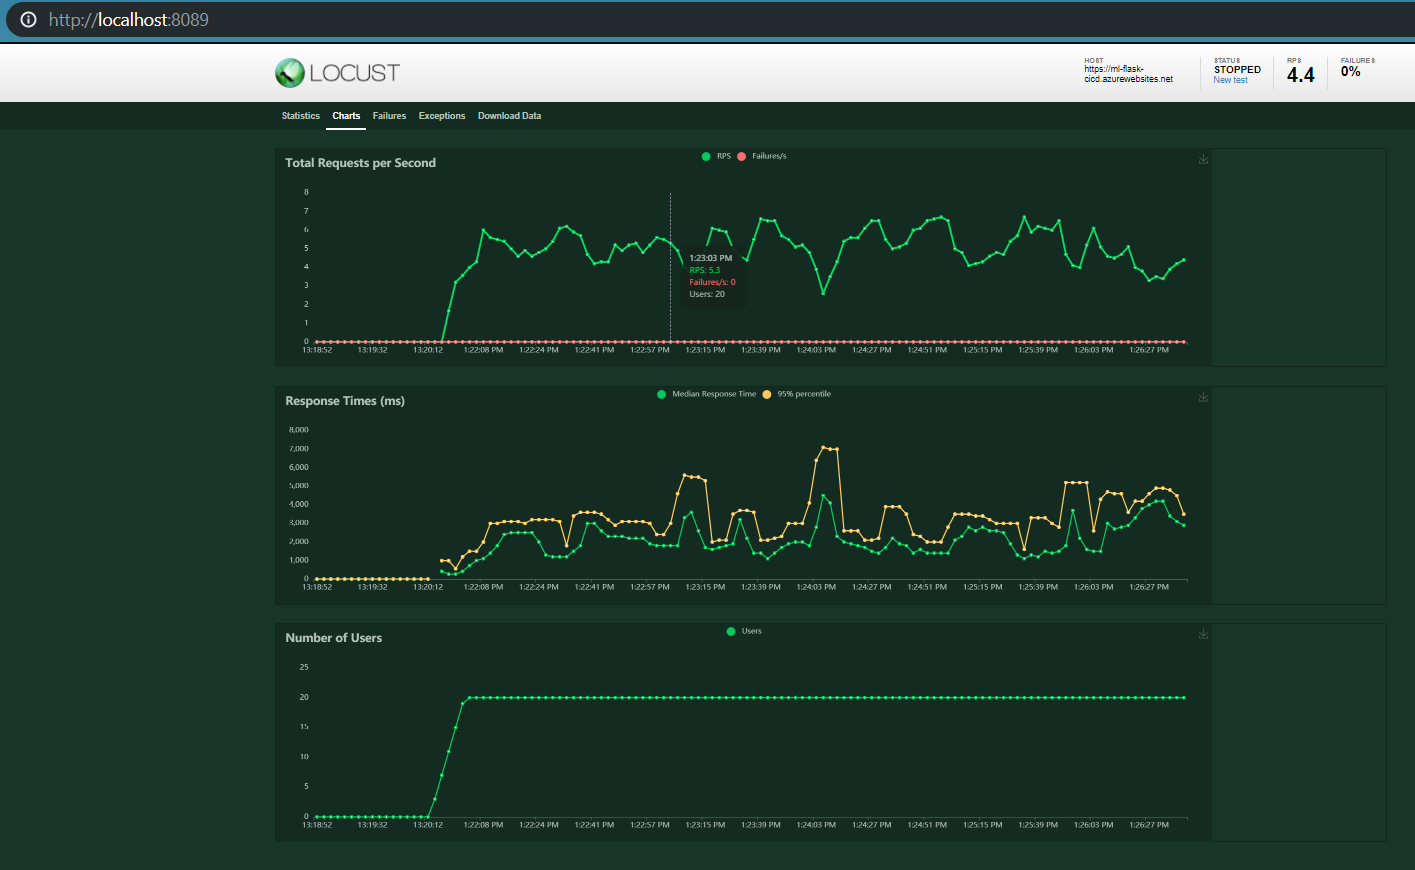 http://localhost:8089
LOCUST
HOST
https://ml-flask-
cicd.azurewebsites.net
STATUS
STOPPED
New test
RPS
4.4
FAILURES
0%
Statistics Charts Failures Exceptions Download Data
Total Requests per Second
RPS Failures/s
8
7
6
5
4
3
2
1
0
1:23:03 PM
RPS: 5.3
Failures/s: 0
Users: 20
13:18:52 13:19:32 13:20:12 1:22:08 PM 1:22:24 PM 1:22:41 PM 1:22:57 PM 1:23:15 PM 1:23:39 PM 1:24:03 PM 1:24:27 PM 1:24:51 PM 1:25:15 PM 1:25:39 PM 1:26:03 PM 1:26:27 PM
Response Times (ms)
Median Response Time 95% percentile
8,000
7,000
6,000
5,000
4,000
3,000
2,000
1,000
0
13:18:52 13:19:32 13:20:12 1:22:08 PM 1:22:24 PM 1:22:41 PM 1:22:57 PM 1:23:15 PM 1:23:39 PM 1:24:03 PM 1:24:27 PM 1:24:51 PM 1:25:15 PM 1:25:39 PM 1:26:03 PM 1:26:27 PM
Number of Users
Users
25
20
15
10
5
0
13:18:52 13:19:32 13:20:12 1:22:08 PM 1:22:24 PM 1:22:41 PM 1:22:57 PM 1:23:15 PM 1:23:39 PM 1:24:03 PM 1:24:27 PM 1:24:51 PM 1:25:15 PM 1:25:39 PM 1:26:03 PM 1:26:27 PM